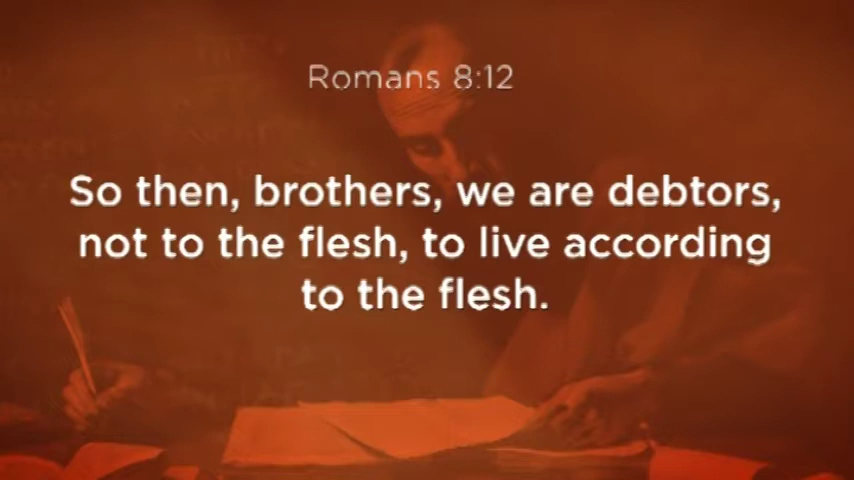 Romans 8:12
So then, brothers, we are debtors,
not to the flesh, to live according
to the flesh.